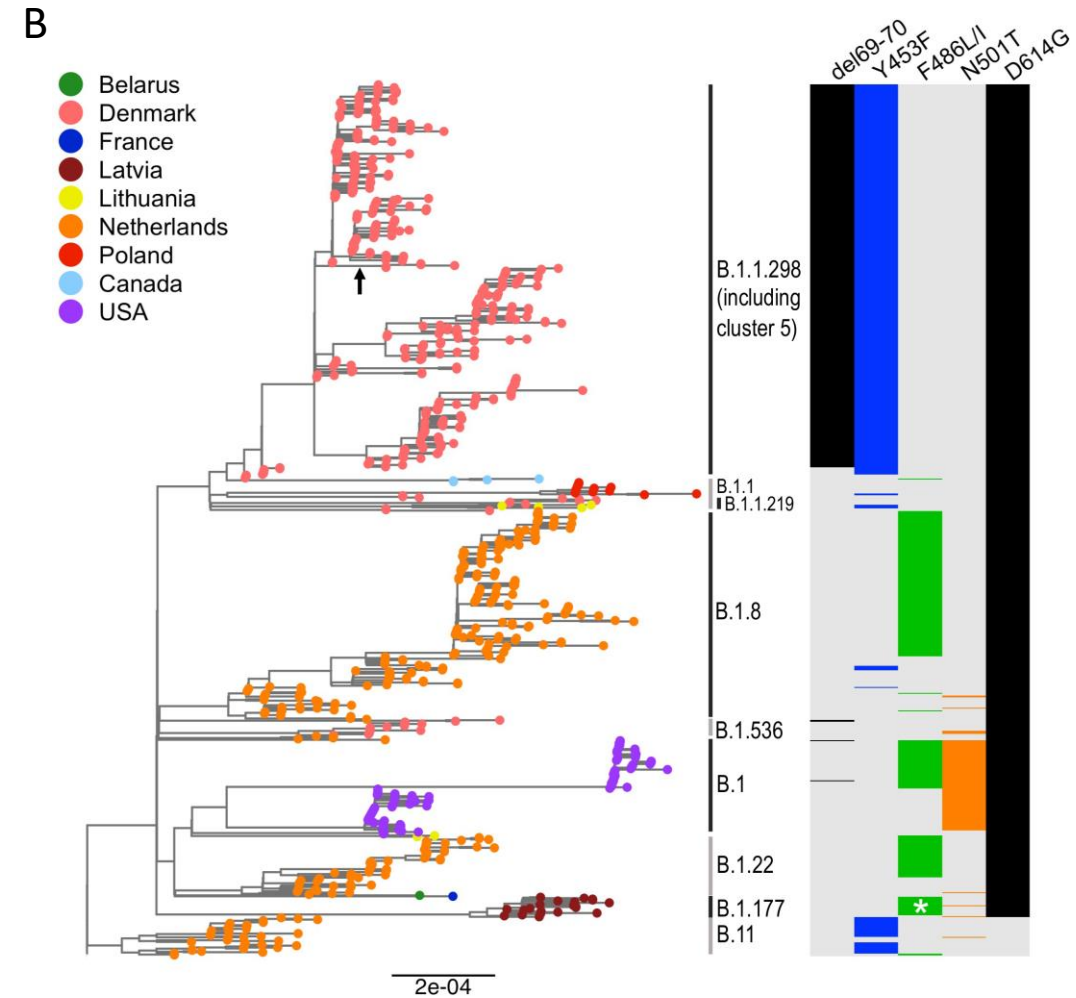 B
del69-70
Y453F
F486L/I
N501T
D614G
Belarus
Denmark
France
Latvia
Lithuania
Netherlands
Poland
Canada
USA
B.1.1.298
(including
cluster 5)
B.1.1
B.1.1.219
B.1.8
B.1.536
B.1
B.1.22
B.1.177
*
B.11
2e-04